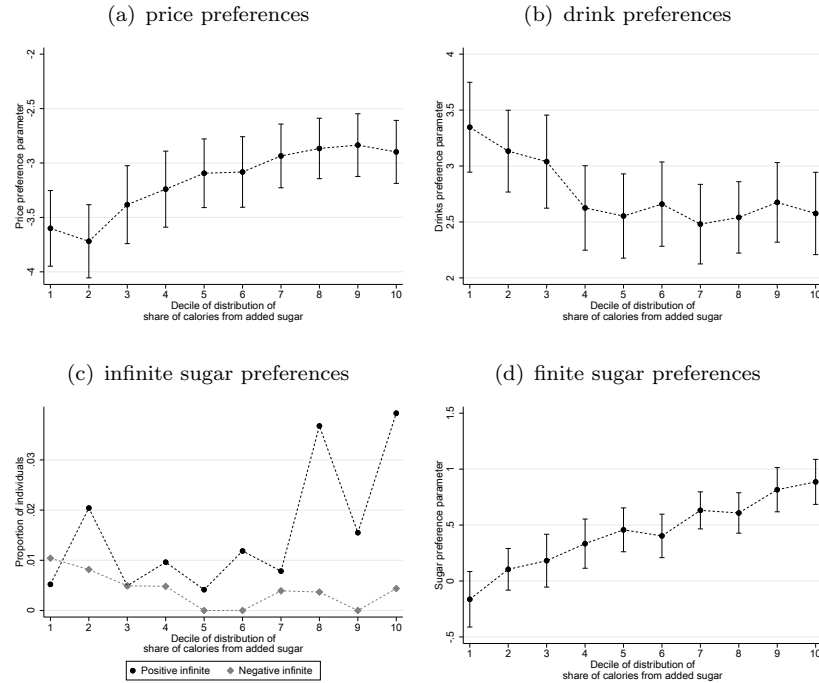 (a) price preferences
Price preference parameter
-2
-2.5
-3
-3.5
-4
1 2 3 4 5 6 7 8 9 10
Decile of distribution of
share of calories from added sugar
(b) drink preferences
Drinks preference parameter
4
3.5
3
2.5
2
1 2 3 4 5 6 7 8 9 10
Decile of distribution of
share of calories from added sugar
(c) infinite sugar preferences
Proportion of individuals
.03
.02
.01
0
1 2 3 4 5 6 7 8 9 10
Decile of distribution of
share of calories from added sugar
Positive infinite Negative infinite
(d) finite sugar preferences
Sugar preference parameter
1.5
1
.5
0
-.5
1 2 3 4 5 6 7 8 9 10
Decile of distribution of
share of calories from added sugar